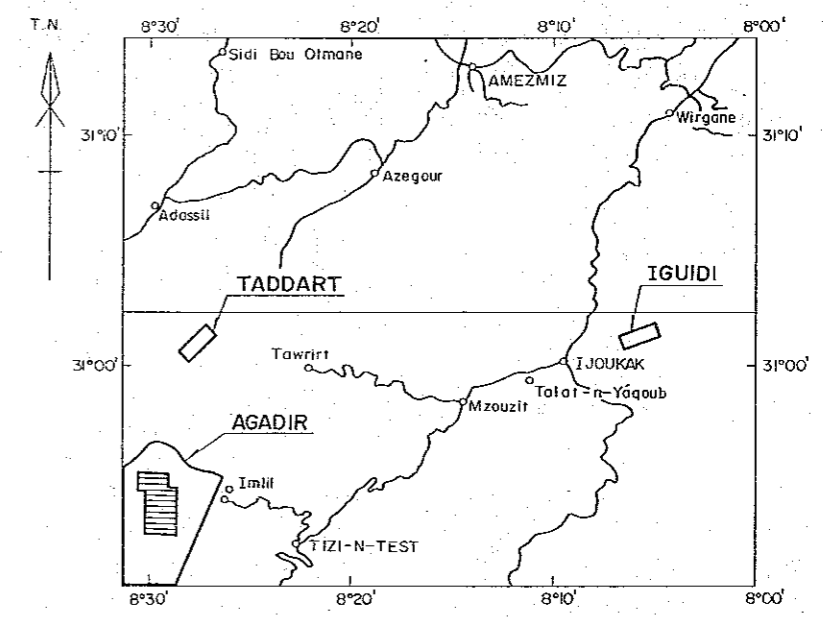 T.N.
8°30' 8°20' 8°10' 8°00'
Sidi Bou Otmane
AMEZMIZ
Wirgane
31°10' 31°10'
Azegour
Adassil
TADDART
IGUIDI
Tawrirt
IJOUKAK
31°00' 31°00'
Talat-n-Yáqoub
Mzouzit
AGADIR
Imlil
TIZI-N-TEST
8°30' 8°20' 8°10' 8°00'